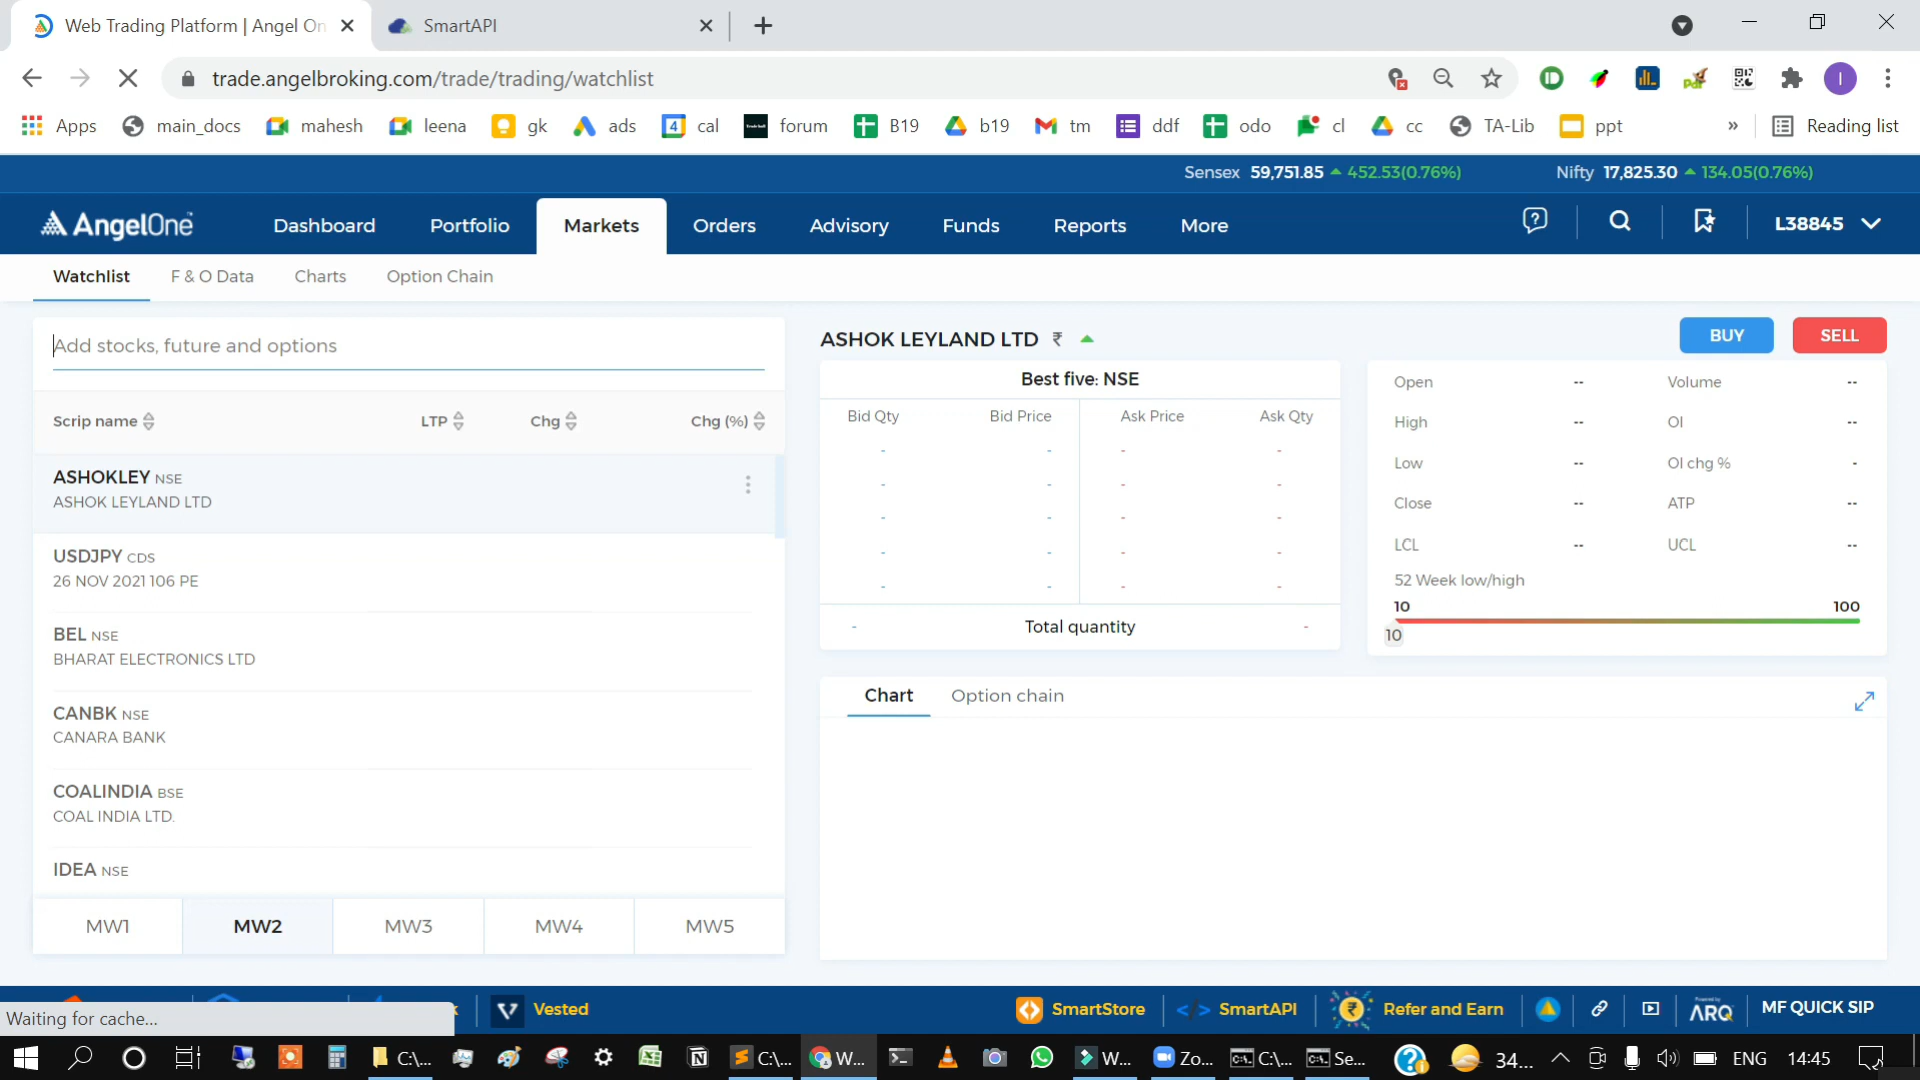 Web Trading Platform | Angel On
SmartAPI
trade.angelbroking.com/trade/trading/watchlist
Apps main_docs mahesh leena gk ads cal forum B19 b19 tm ddf odo cl cc TA-Lib ppt » Reading list
Sensex 59,751.85 452.53(0.76%) Nifty 17,825.30 134.05(0.76%)
AngelOne Dashboard Portfolio Markets Orders Advisory Funds Reports More L38845
Watchlist F & O Data Charts Option Chain
Add stocks, future and options
Scrip name LTP Chg Chg (%)
ASHOKLEY NSE
ASHOK LEYLAND LTD
USDJPY CDS
26 NOV 2021 106 PE
BEL NSE
BHARAT ELECTRONICS LTD
CANBK NSE
CANARA BANK
COALINDIA BSE
COAL INDIA LTD.
IDEA NSE
MW1 MW2 MW3 MW4 MW5
ASHOK LEYLAND LTD ₹
BUY SELL
Best five: NSE
Bid Qty Bid Price Ask Price Ask Qty
- - - -
- - - -
- - - -
- - - -
- - - -
- Total quantity -
Open -- Volume --
High -- OI --
Low -- OI chg % -
Close -- ATP --
LCL -- UCL --
52 Week low/high
10 100
10
Chart Option chain
Vested SmartStore SmartAPI Refer and Earn Powered by ARQ MF QUICK SIP
Waiting for cache...
C:\... C:\... W... W... Zo... C:\... Se... 34... ENG 14:45